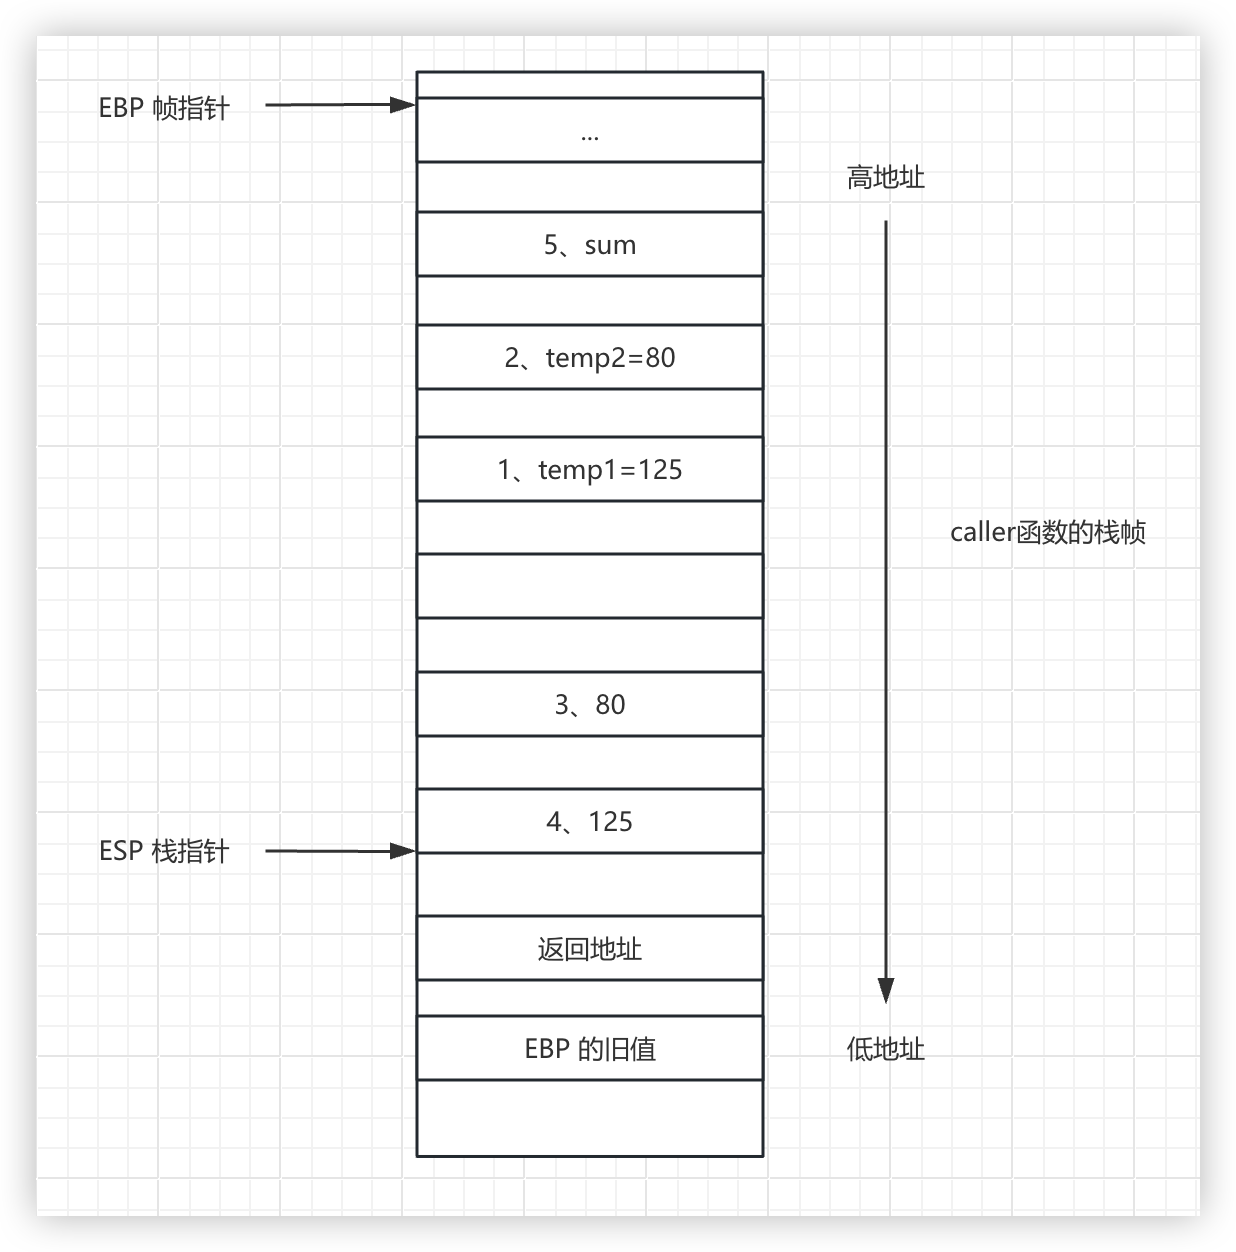 EBP 帧指针
...
高地址
5、sum
2、temp2=80
1、temp1=125
caller函数的栈帧
3、80
4、125
ESP 栈指针
返回地址
EBP 的旧值
低地址